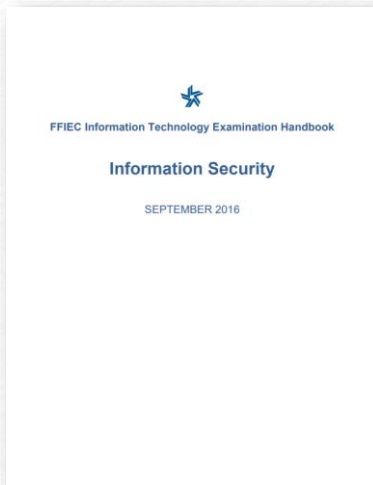 FFIEC Information Technology Examination Handbook
Information Security
SEPTEMBER 2016